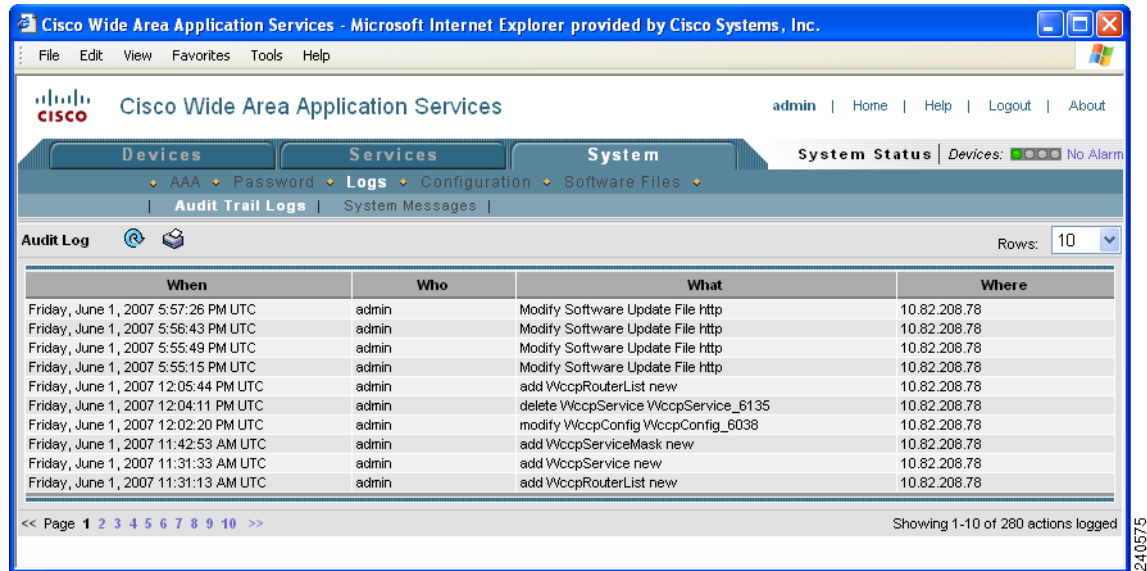 Cisco Wide Area Application Services - Microsoft Internet Explorer provided by Cisco Systems, Inc.
File Edit View Favorites Tools Help
CISCO
Cisco Wide Area Application Services
admin | Home | Help | Logout | About
Devices Services System
System Status | Devices: No Alarm
AAA Password Logs Configuration Software Files
| Audit Trail Logs | System Messages |
Audit Log
Rows: 10
When Who What Where
Friday, June 1, 2007 5:57:26 PM UTC admin Modify Software Update File http 10.82.208.78
Friday, June 1, 2007 5:56:43 PM UTC admin Modify Software Update File http 10.82.208.78
Friday, June 1, 2007 5:55:49 PM UTC admin Modify Software Update File http 10.82.208.78
Friday, June 1, 2007 5:55:15 PM UTC admin Modify Software Update File http 10.82.208.78
Friday, June 1, 2007 12:05:44 PM UTC admin add WccpRouterList new 10.82.208.78
Friday, June 1, 2007 12:04:11 PM UTC admin delete WccpService WccpService_6135 10.82.208.78
Friday, June 1, 2007 12:02:20 PM UTC admin modify WccpConfig WccpConfig_6038 10.82.208.78
Friday, June 1, 2007 11:42:53 AM UTC admin add WccpServiceMask new 10.82.208.78
Friday, June 1, 2007 11:31:33 AM UTC admin add WccpService new 10.82.208.78
Friday, June 1, 2007 11:31:13 AM UTC admin add WccpRouterList new 10.82.208.78
<< Page 1 2 3 4 5 6 7 8 9 10 >>
Showing 1-10 of 280 actions logged
240575